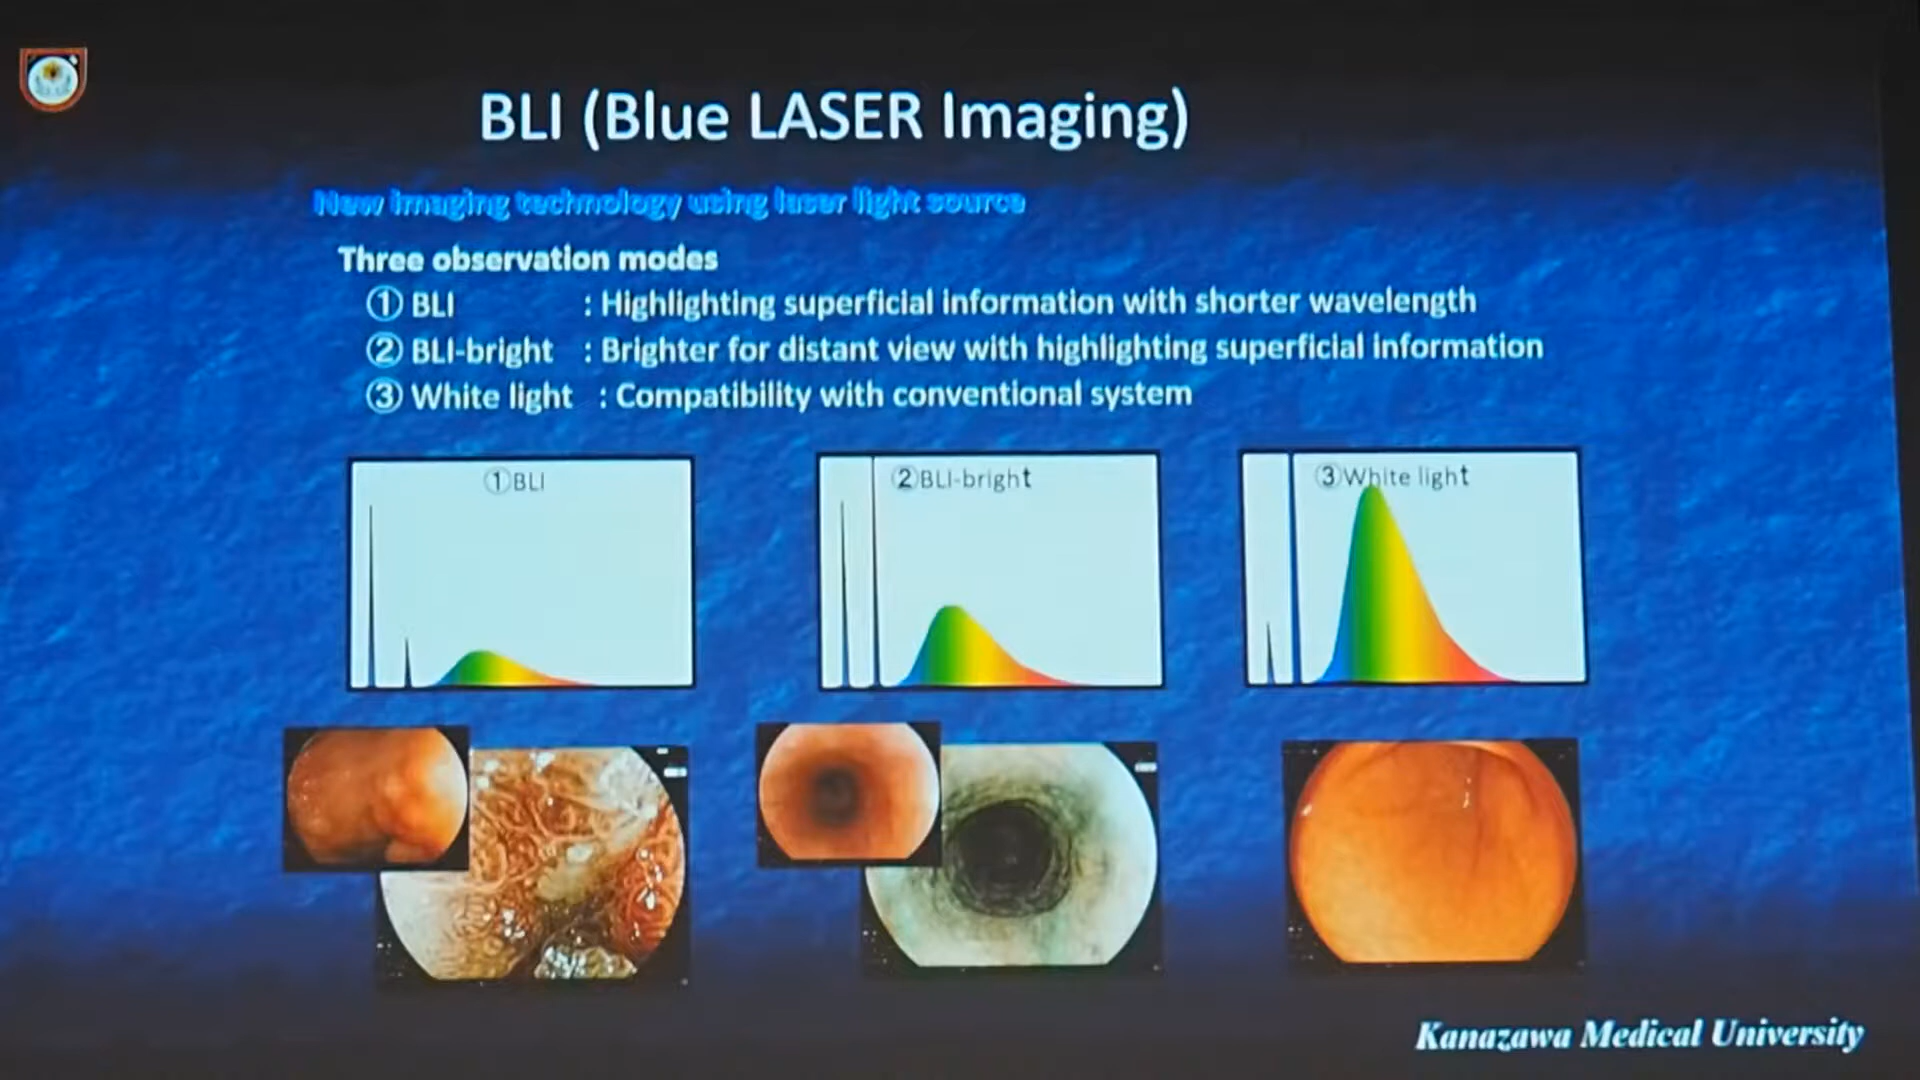 BLI (Blue LASER Imaging)
New imaging technology using laser light source
Three observation modes
① BLI : Highlighting superficial information with shorter wavelength
② BLI-bright : Brighter for distant view with highlighting superficial information
③ White light : Compatibility with conventional system
①BLI
②BLI-bright
③White light
Kanazawa Medical University